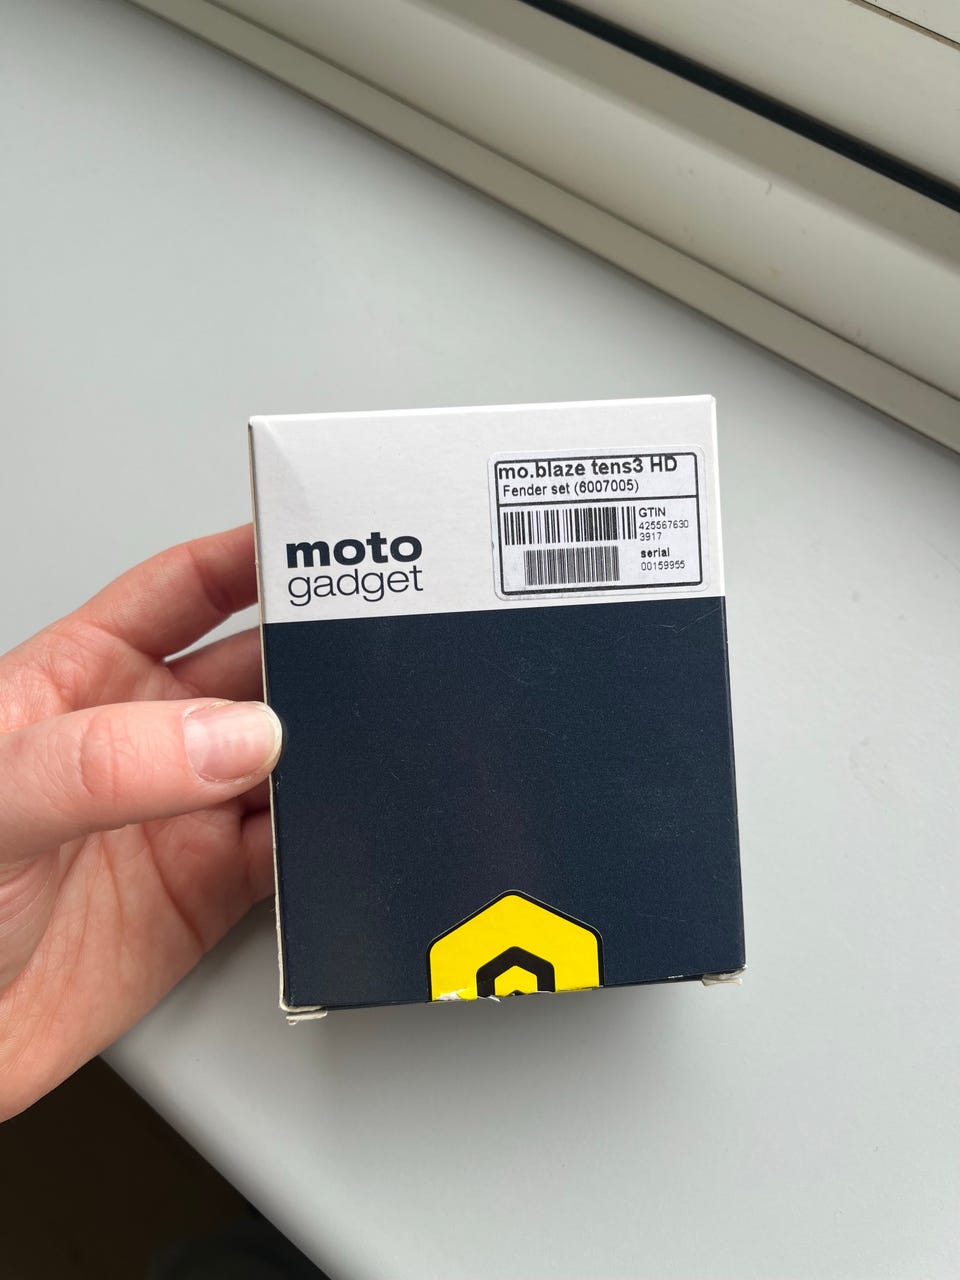 mo.blaze tens3 HD
Fender set (6007005)
GTIN
425567630
3917
serial
00159955
moto
gadget